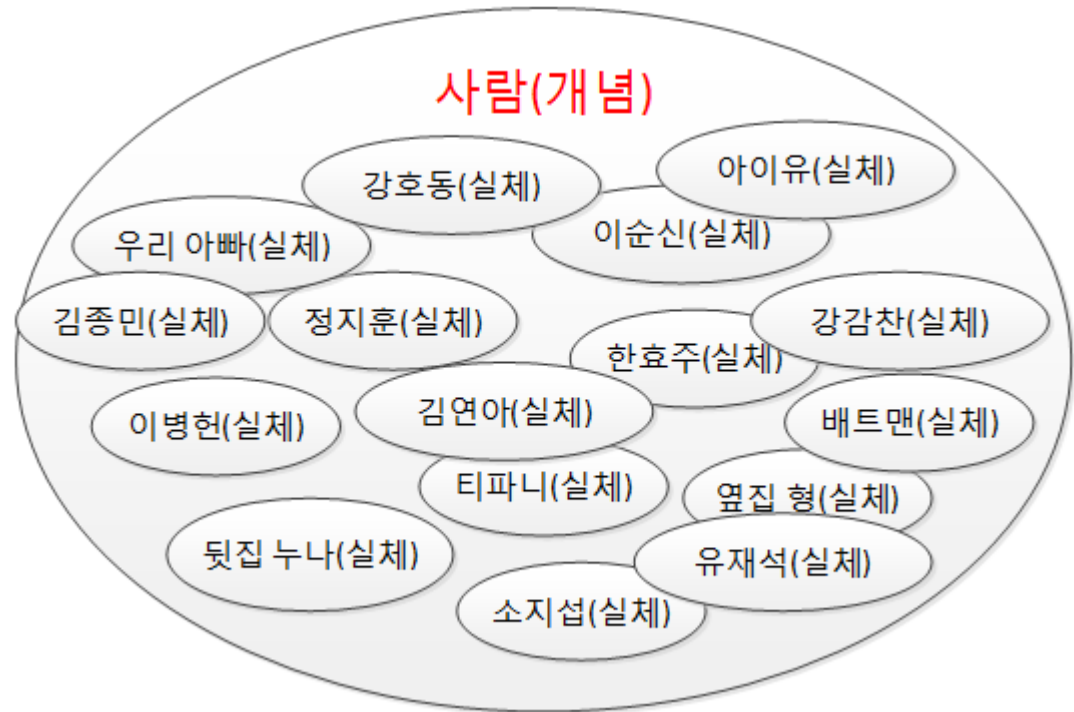 사람(개념)
강호동(실체)
아이유(실체)
우리 아빠(실체)
이순신(실체)
김종민(실체)
정지훈(실체)
한효주(실체)
강감찬(실체)
이병헌(실체)
김연아(실체)
배트맨(실체)
티파니(실체)
옆집 형(실체)
뒷집 누나(실체)
유재석(실체)
소지섭(실체)